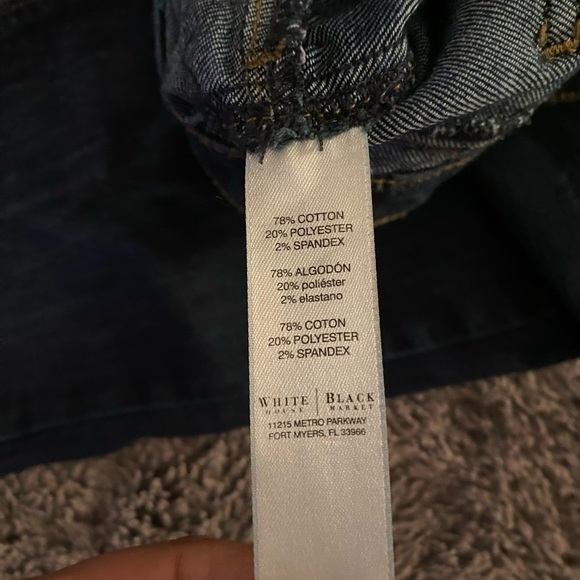 78% COTTON
20% POLYESTER
2% SPANDEX
78% ALGODÓN
20% poliéster
2% elastano
78% COTON
20% POLYESTER
2% SPANDEX
WHITE | BLACK
HOUSE MARKET
11215 METRO PARKWAY
FORT MYERS, FL 33966